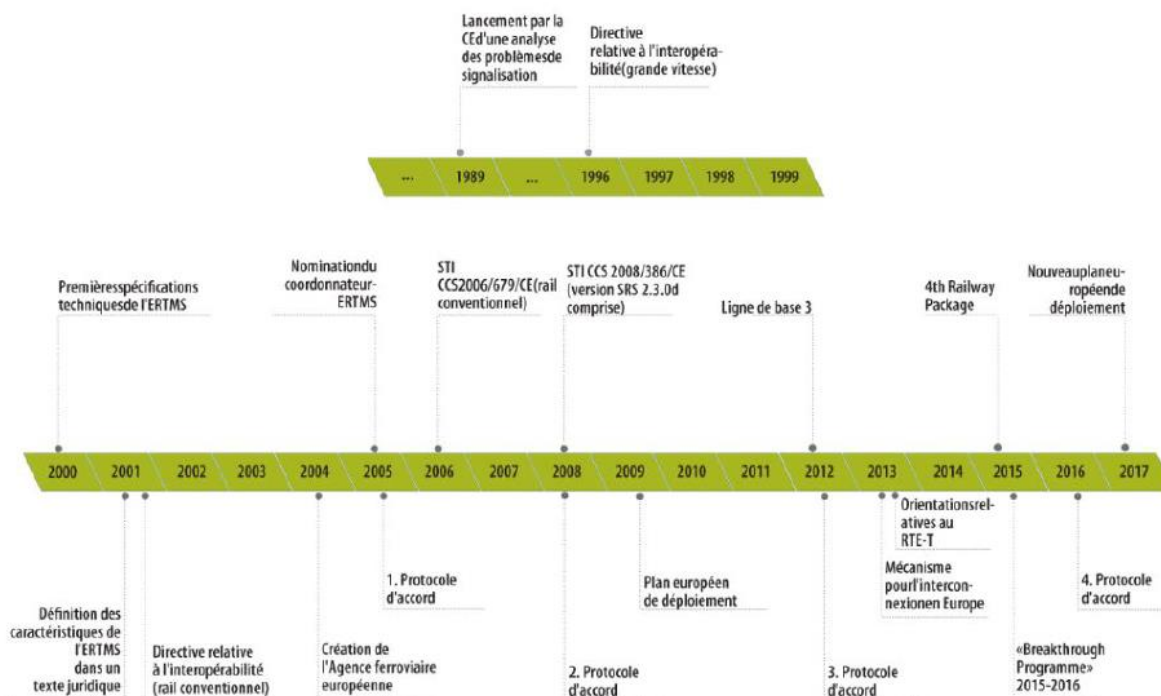 Lancement par la
CEd'une analyse
des problèmesde
signalisation
Directive
relative à l'interopéra-
bilité(grande vitesse)
... 1989 ... 1996 1997 1998 1999
Premièresspécifications
techniquesde l'ERTMS
Nominationdu
coordonnateur-
ERTMS
STI
CCS2006/679/CE(rail
conventionnel)
STI CCS 2008/386/CE
(version SRS 2.3.0d
comprise)
Ligne de base 3
4th Railway
Package
Nouveauplaneu-
ropéende
déploiement
2000 2001 2002 2003 2004 2005 2006 2007 2008 2009 2010 2011 2012 2013 2014 2015 2016 2017
Définition des
caractéristiques de
l'ERTMS
dans un
texte juridique
Directive relative
à l'interopérabilité
(rail conventionnel)
Création de
l'Agence ferroviaire
européenne
1. Protocole
d'accord
2. Protocole
d'accord
Plan européen
de déploiement
3. Protocole
d'accord
Mécanisme
pourl'intercon-
nexionen Europe
Orientationsrel-
atives au
RTE-T
«Breakthrough
Programme»
2015-2016
4. Protocole
d'accord